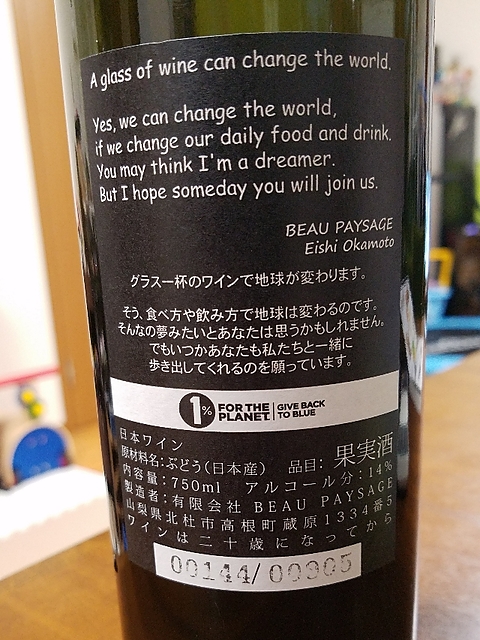 A glass of wine can change the world.
Yes, we can change the world,
if we change our daily food and drink.
You may think I'm a dreamer.
But I hope someday you will join us.
BEAU PAYSAGE
Eishi Okamoto
グラス一杯のワインで地球が変わります。
そう、食べ方や飲み方で地球は変わるのです。
そんなの夢みたいとあなたは思うかもしれません。
でもいつかあなたも私たちと一緒に
歩き出してくれるのを願っています。
1% FOR THE PLANET. GIVE BACK TO BLUE
日本ワイン
原材料名:ぶどう(日本産) 品目: 果実酒
内容量:750ml アルコール分:14%
製造者:有限会社 BEAU PAYSAGE
山梨県北杜市高根町蔵原1334番5
ワインは二十歳になってから
00144/00905